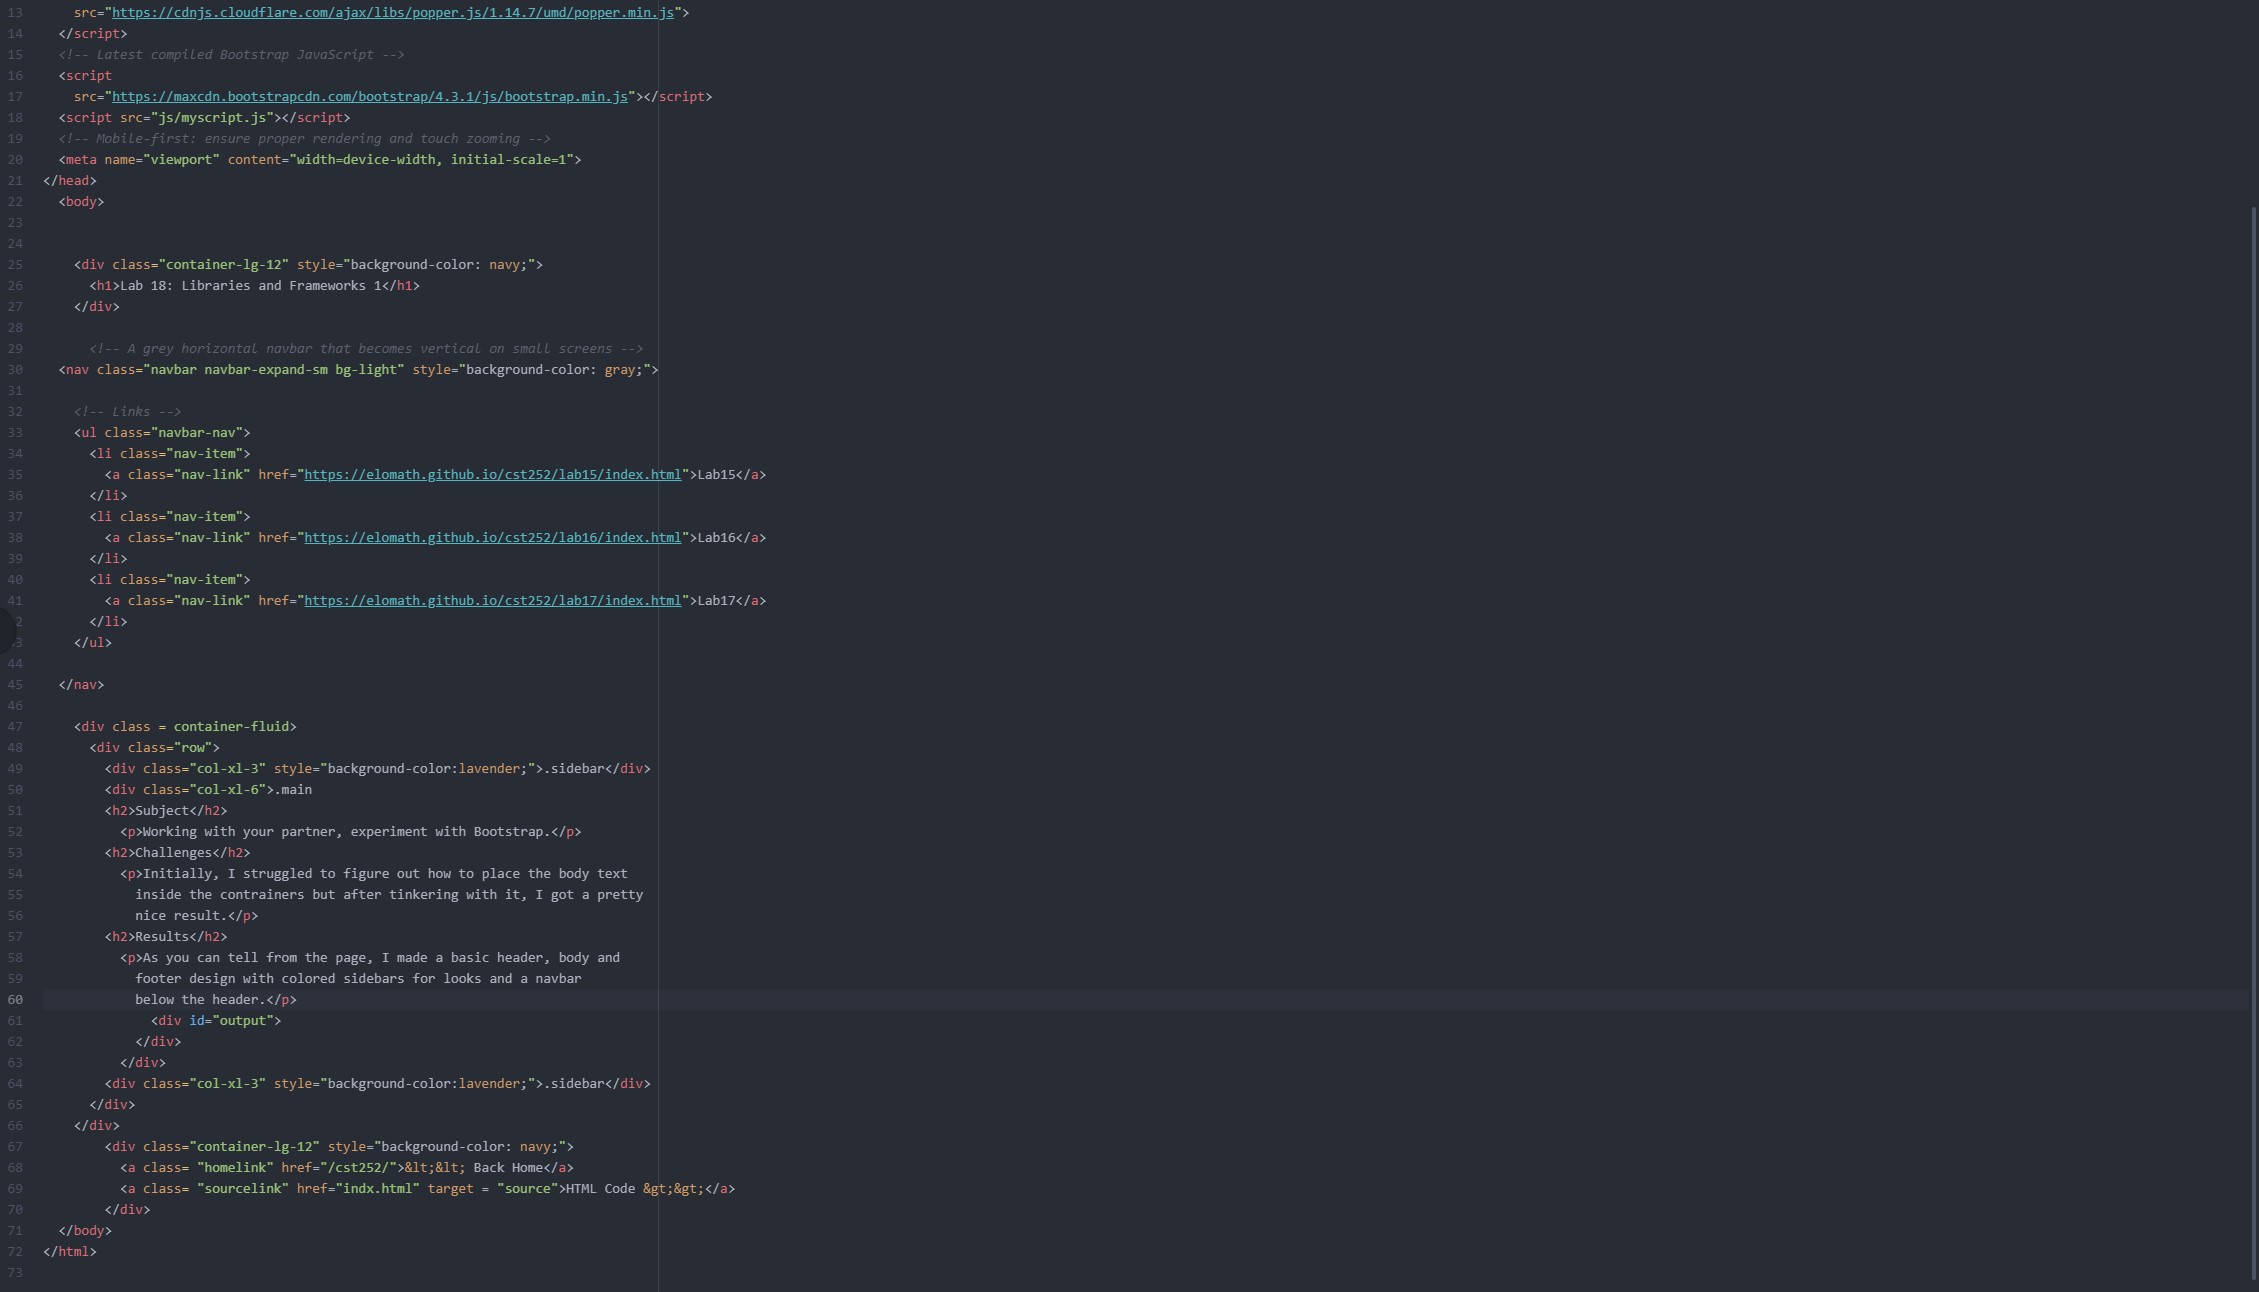 13 src="https://cdnjs.cloudflare.com/ajax/libs/popper.js/1.14.7/umd/popper.min.js">
14 </script>
15 <!-- Latest compiled Bootstrap JavaScript -->
16 <script
17 src="https://maxcdn.bootstrapcdn.com/bootstrap/4.3.1/js/bootstrap.min.js"></script>
18 <script src="js/myscript.js"></script>
19 <!-- Mobile-first: ensure proper rendering and touch zooming -->
20 <meta name="viewport" content="width=device-width, initial-scale=1">
21 </head>
22 <body>
23
24
25 <div class="container-lg-12" style="background-color: navy;">
26 <h1>Lab 18: Libraries and Frameworks 1</h1>
27 </div>
28
29 <!-- A grey horizontal navbar that becomes vertical on small screens -->
30 <nav class="navbar navbar-expand-sm bg-light" style="background-color: gray;">
31
32 <!-- Links -->
33 <ul class="navbar-nav">
34 <li class="nav-item">
35 <a class="nav-link" href="https://elomath.github.io/cst252/lab15/index.html">Lab15</a>
36 </li>
37 <li class="nav-item">
38 <a class="nav-link" href="https://elomath.github.io/cst252/lab16/index.html">Lab16</a>
39 </li>
40 <li class="nav-item">
41 <a class="nav-link" href="https://elomath.github.io/cst252/lab17/index.html">Lab17</a>
2 </li>
3 </ul>
44
45 </nav>
46
47 <div class = container-fluid>
48 <div class="row">
49 <div class="col-xl-3" style="background-color:lavender;">.sidebar</div>
50 <div class="col-xl-6">.main
51 <h2>Subject</h2>
52 <p>Working with your partner, experiment with Bootstrap.</p>
53 <h2>Challenges</h2>
54 <p>Initially, I struggled to figure out how to place the body text
55 inside the contrainers but after tinkering with it, I got a pretty
56 nice result.</p>
57 <h2>Results</h2>
58 <p>As you can tell from the page, I made a basic header, body and
59 footer design with colored sidebars for looks and a navbar
60 below the header.</p>
61 <div id="output">
62 </div>
63 </div>
64 <div class="col-xl-3" style="background-color:lavender;">.sidebar</div>
65 </div>
66 </div>
67 <div class="container-lg-12" style="background-color: navy;">
68 <a class= "homelink" href="/cst252/">&lt;&lt; Back Home</a>
69 <a class= "sourcelink" href="indx.html" target = "source">HTML Code &gt;&gt;</a>
70 </div>
71 </body>
72 </html>
73